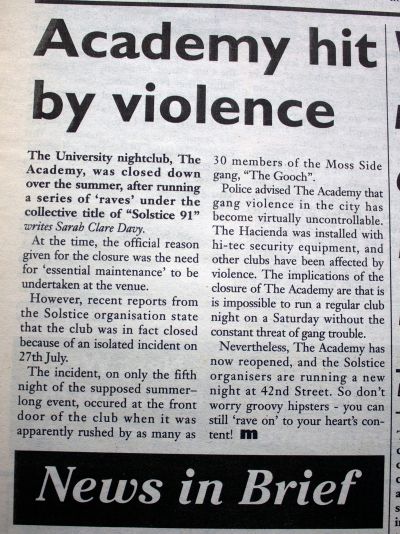 Academy hit
by violence
The University nightclub, The
Academy, was closed down
over the summer, after running
a series of 'raves' under the
collective title of "Solstice 91"
writes Sarah Clare Davy.
At the time, the official reason
given for the closure was the need
for 'essential maintenance' to be
undertaken at the venue.
However, recent reports from
the Solstice organisation state
that the club was in fact closed
because of an isolated incident on
27th July.
The incident, on only the fifth
night of the supposed summer–
long event, occured at the front
door of the club when it was
apparently rushed by as many as
30 members of the Moss Side
gang, "The Gooch".
Police advised The Academy that
gang violence in the city has
become virtually uncontrollable.
The Hacienda was installed with
hi-tec security equipment, and
other clubs have been affected by
violence. The implications of the
closure of The Academy are that is
is impossible to run a regular club
night on a Saturday without the
constant threat of gang trouble.
Nevertheless, The Academy has
now reopened, and the Solstice
organisers are running a new
night at 42nd Street. So don't
worry groovy hipsters - you can
still 'rave on' to your heart's con-
tent! m
News in Brief